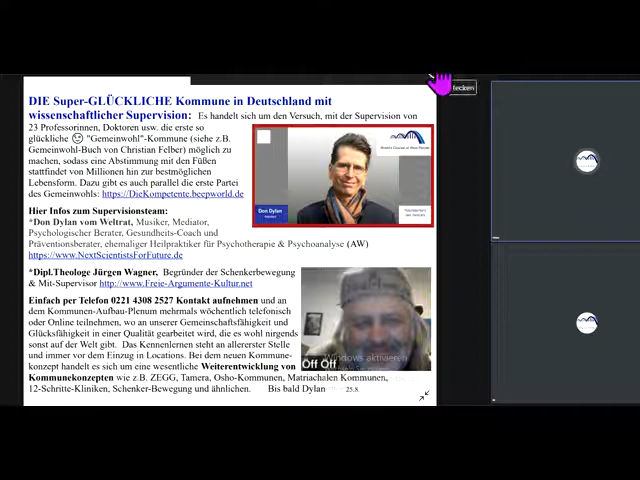 DIE Super-GLÜCKLICHE Kommune in Deutschland mit
wissenschaftlicher Supervision: Es handelt sich um den Versuch, mit der Supervision von
23 Professorinnen, Doktoren usw. die erste so
glückliche 😉 "Gemeinwohl"-Kommune (siehe z.B.
Gemeinwohl-Buch von Christian Felber) möglich zu
machen, sodass eine Abstimmung mit den Füßen
stattfindet von Millionen hin zur bestmöglichen
Lebensform. Dazu gibt es auch parallel die erste Partei
des Gemeinwohls: https://DieKompetente.beepworld.de
Hier Infos zum Supervisionsteam:
*Don Dylan vom Weltrat, Musiker, Mediator,
Psychologischer Berater, Gesundheits-Coach und
Präventionsberater, ehemaliger Heilpraktiker für Psychotherapie & Psychoanalyse (AW)
https://www.NextScientistsForFuture.de
*Dipl.Theologe Jürgen Wagner, Begründer der Schenkerbewegung
& Mit-Supervisor http://www.Freie-Argumente-Kultur.net
Einfach per Telefon 0221 4308 2527 Kontakt aufnehmen und an
dem Kommunen-Aufbau-Plenum mehrmals wöchentlich telefonisch
oder Online teilnehmen, wo an unserer Gemeinschaftsfähigkeit und
Glücksfähigkeit in einer Qualität gearbeitet wird, die es wohl nirgends
sonst auf der Welt gibt. Das Kennenlernen steht an allererster Stelle
und immer vor dem Einzug in Locations. Bei dem neuen Kommune-
konzept handelt es sich um eine wesentliche Weiterentwicklung von
Kommunekonzepten wie z.B. ZEGG, Tamera, Osho-Kommunen, Matriachalen Kommunen,
12-Schritte-Kliniken, Schenker-Bewegung und ähnlichen. Bis bald Dylan 25.8.
Don Dylan
Off Off
Windows aktivieren